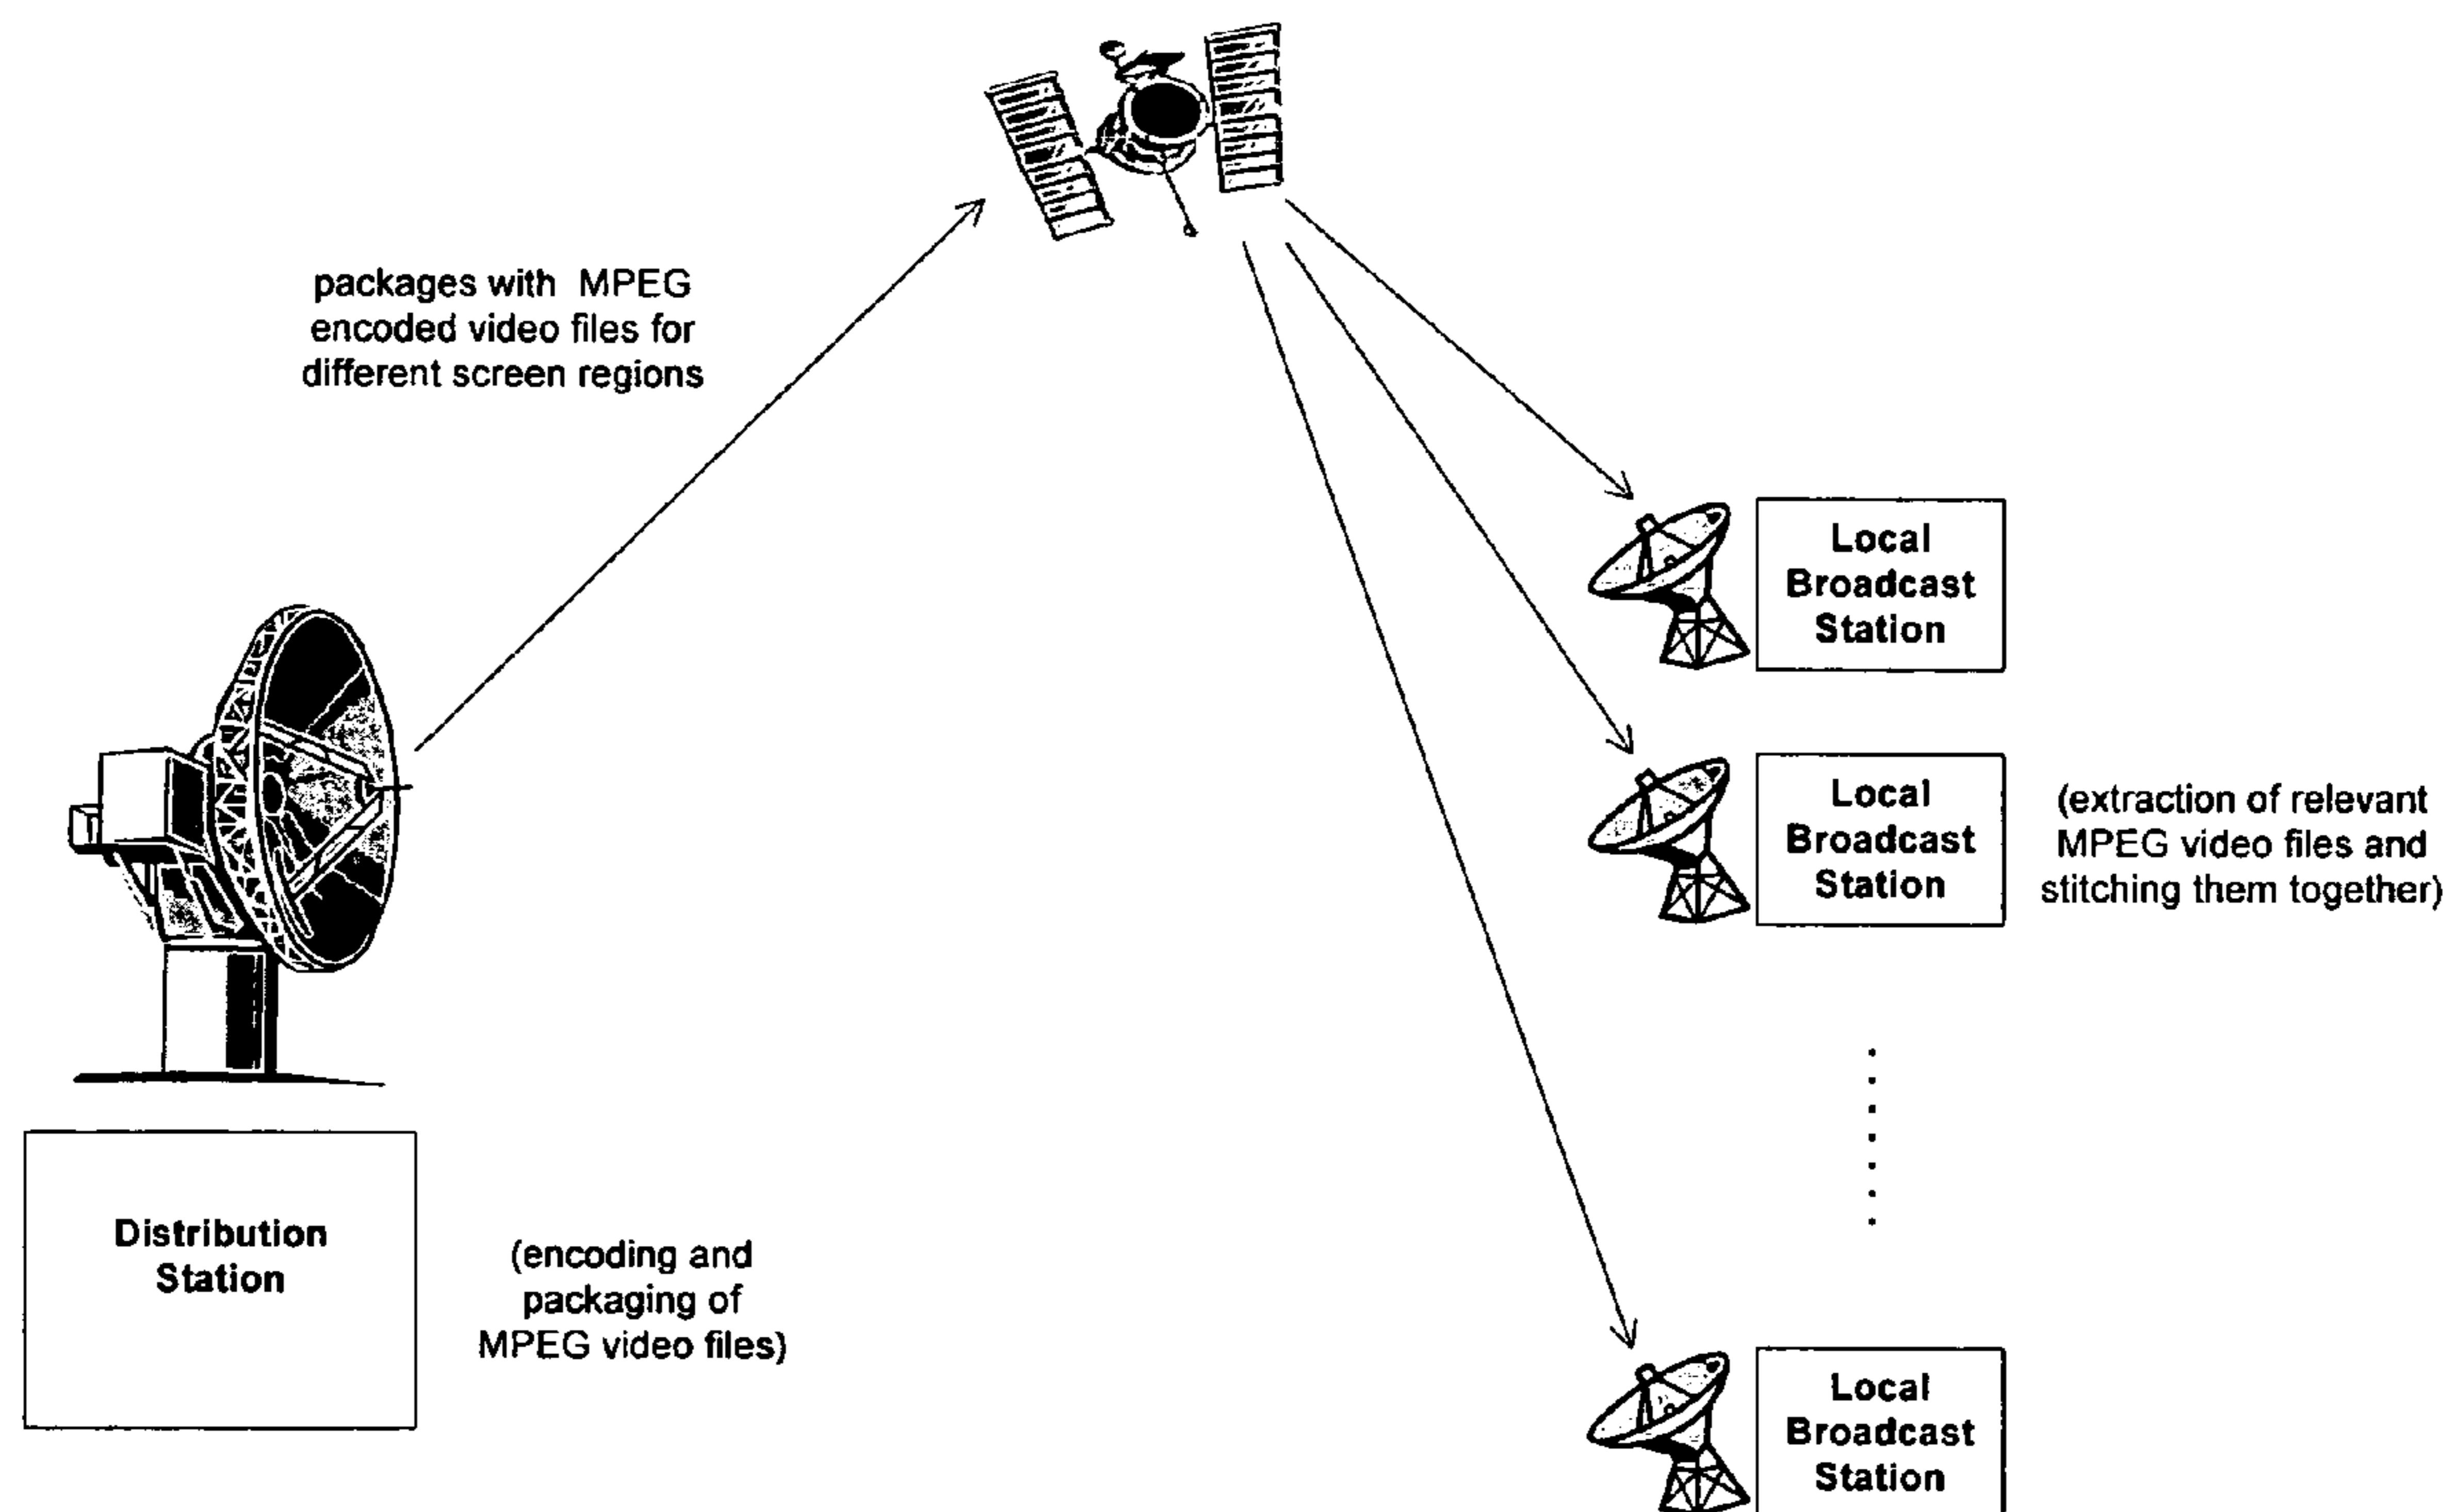 packages with MPEG
encoded video files for
different screen regions
Local
Broadcast
Station
Local
Broadcast
Station
(extraction of relevant
MPEG video files and
stitching them together)
Distribution
Station
(encoding and
packaging of
MPEG video files)
Local
Broadcast
Station